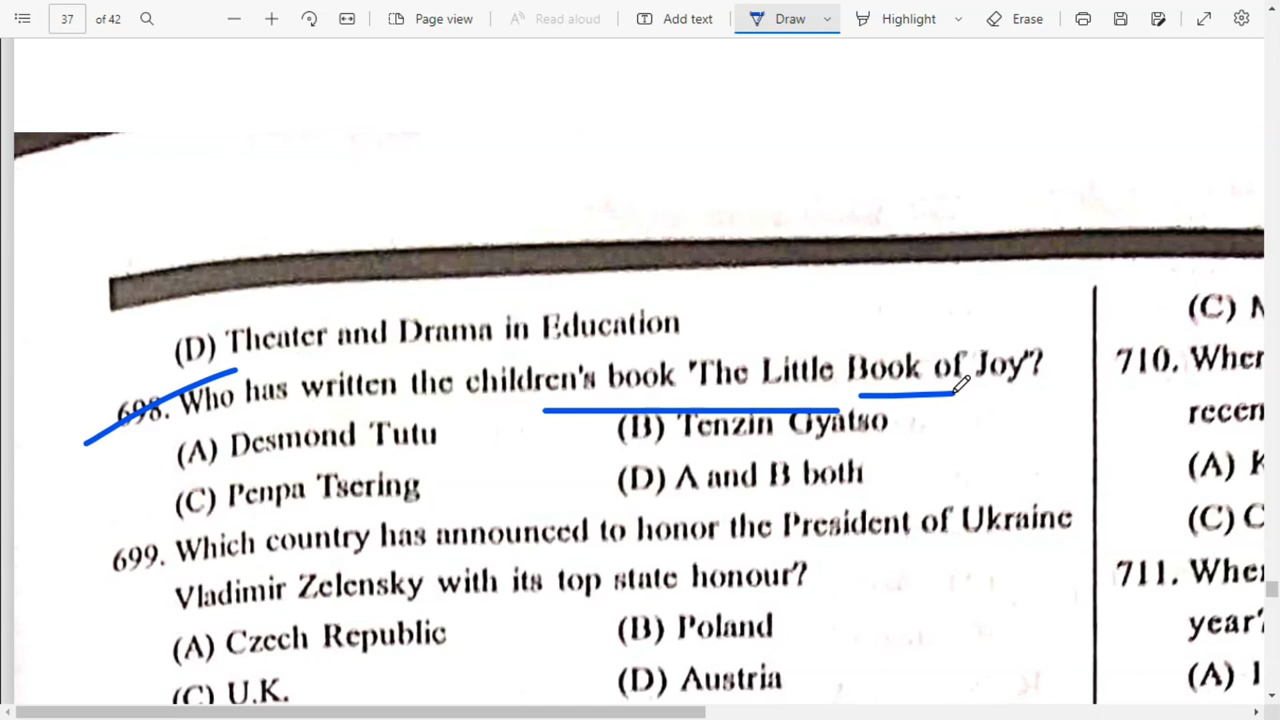 37 of 42 Page view Read aloud Add text Draw Highlight Erase
(D) Theater and Drama in Education
698. Who has written the children's book 'The Little Book of Joy'?
(A) Desmond Tutu (B) Tenzin Gyatso
(C) Penpa Tsering (D) A and B both
699. Which country has announced to honor the President of Ukraine
Vladimir Zelensky with its top state honour?
(A) Czech Republic (B) Poland
(C) U.K. (D) Austria
(C)
710.
recen
(A) K
(C) C
711.
year'
(A)